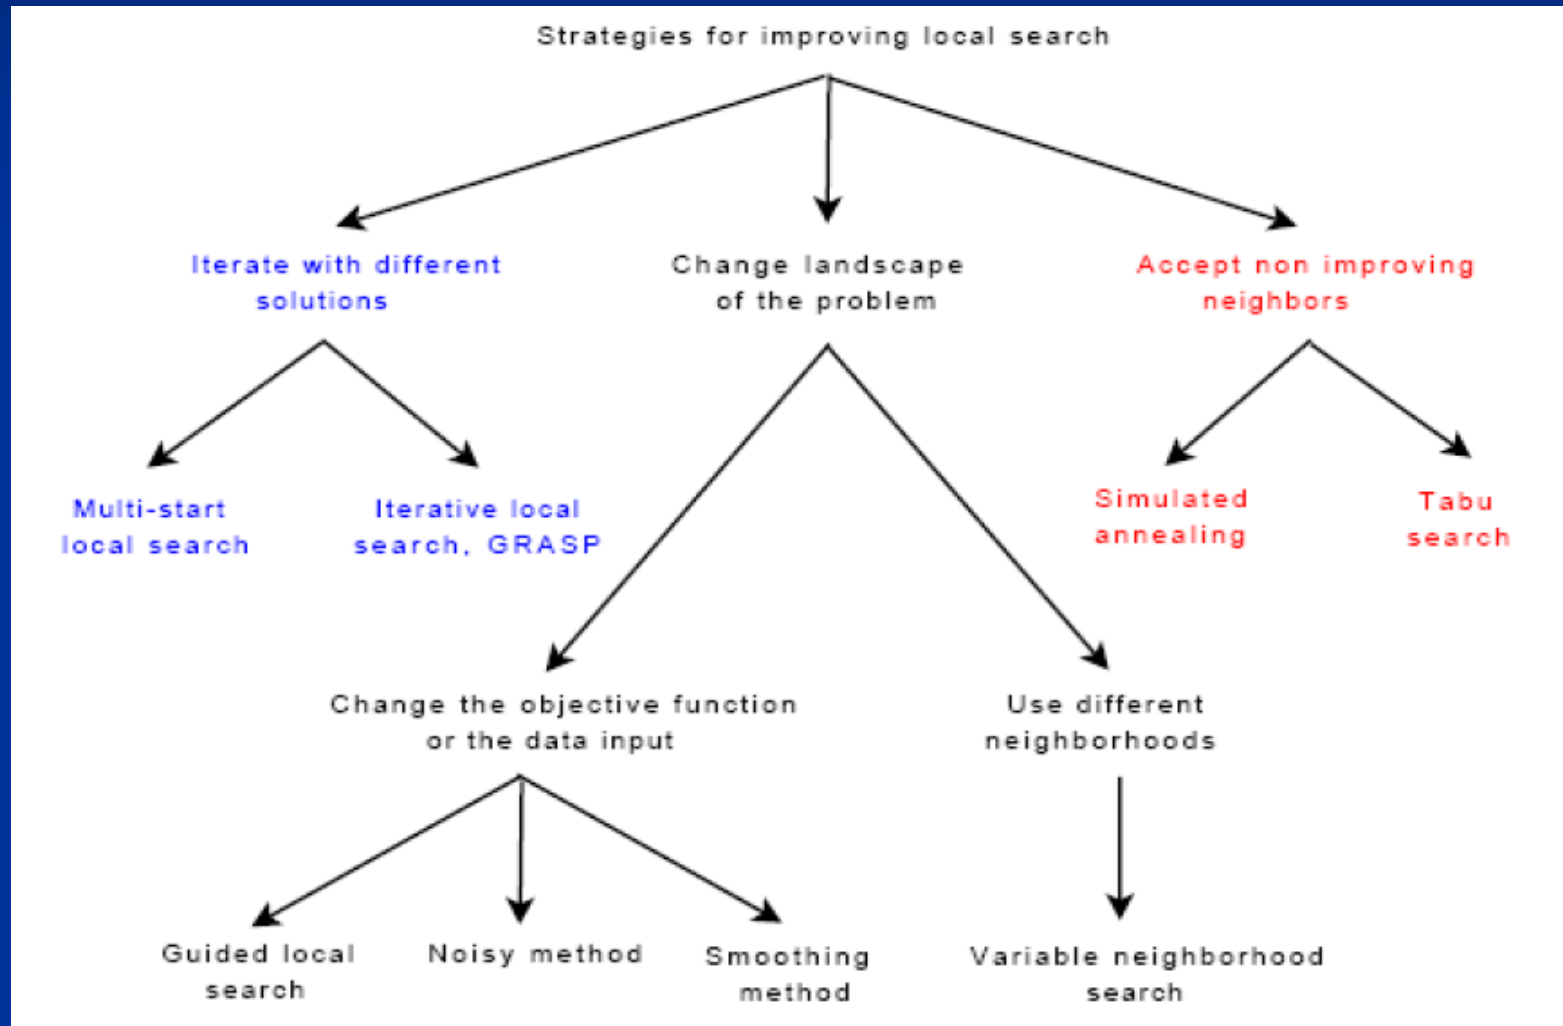 Strategies for improving local search
Iterate with different
solutions
Change landscape
of the problem
Accept non improving
neighbors
Multi-start
local search
Iterative local
search, GRASP
Simulated
annealing
Tabu
search
Change the objective function
or the data input
Use different
neighborhoods
Guided local
search
Noisy method
Smoothing
method
Variable neighborhood
search